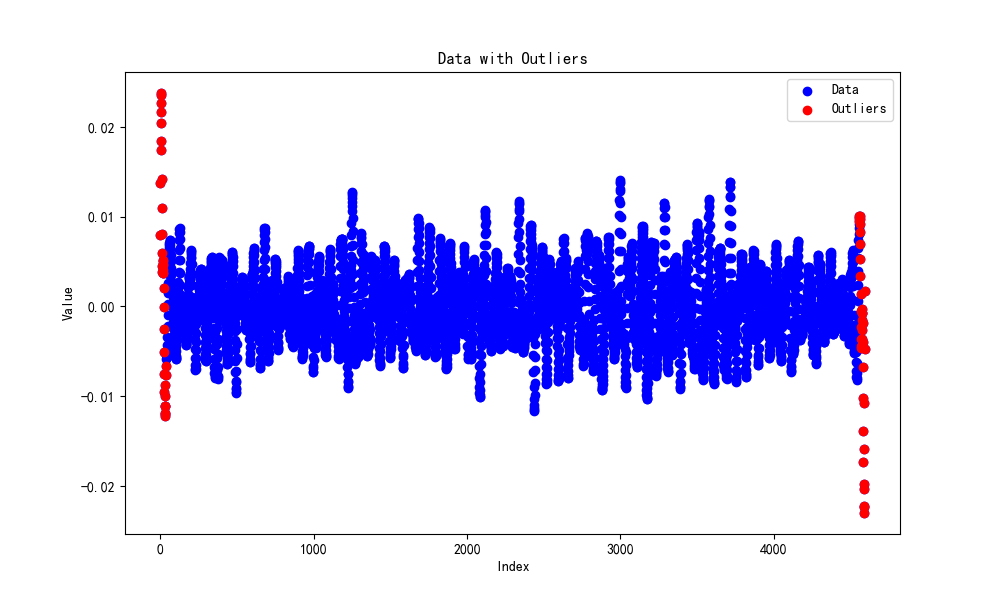 Data with Outliers
Data
Outliers
0.02
0.01
0.00
-0.01
-0.02
Value
0 1000 2000 3000 4000
Index